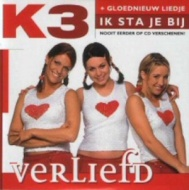 K3
+ GLOEDNIEUW LIEDJE
IK STA JE BIJ
NOOIT EERDER OP CD VERSCHENEN!
VERLIEFD